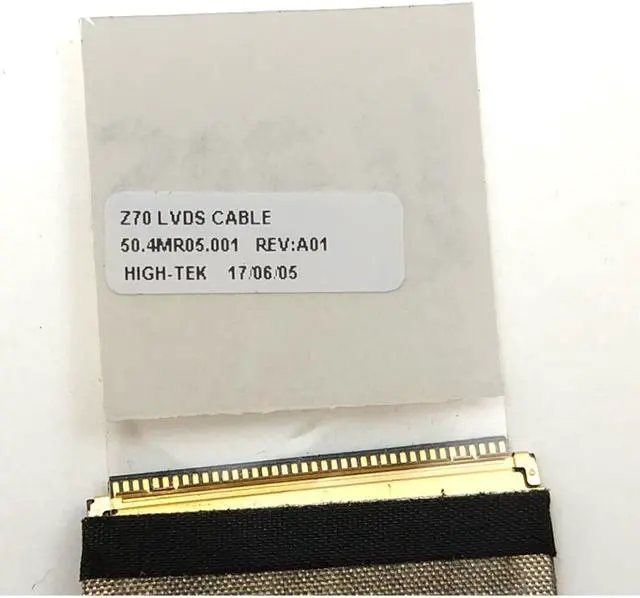 Z70 LVDS CABLE
50.4MR05.001 REV:A01
HIGH-TEK 17/06/05